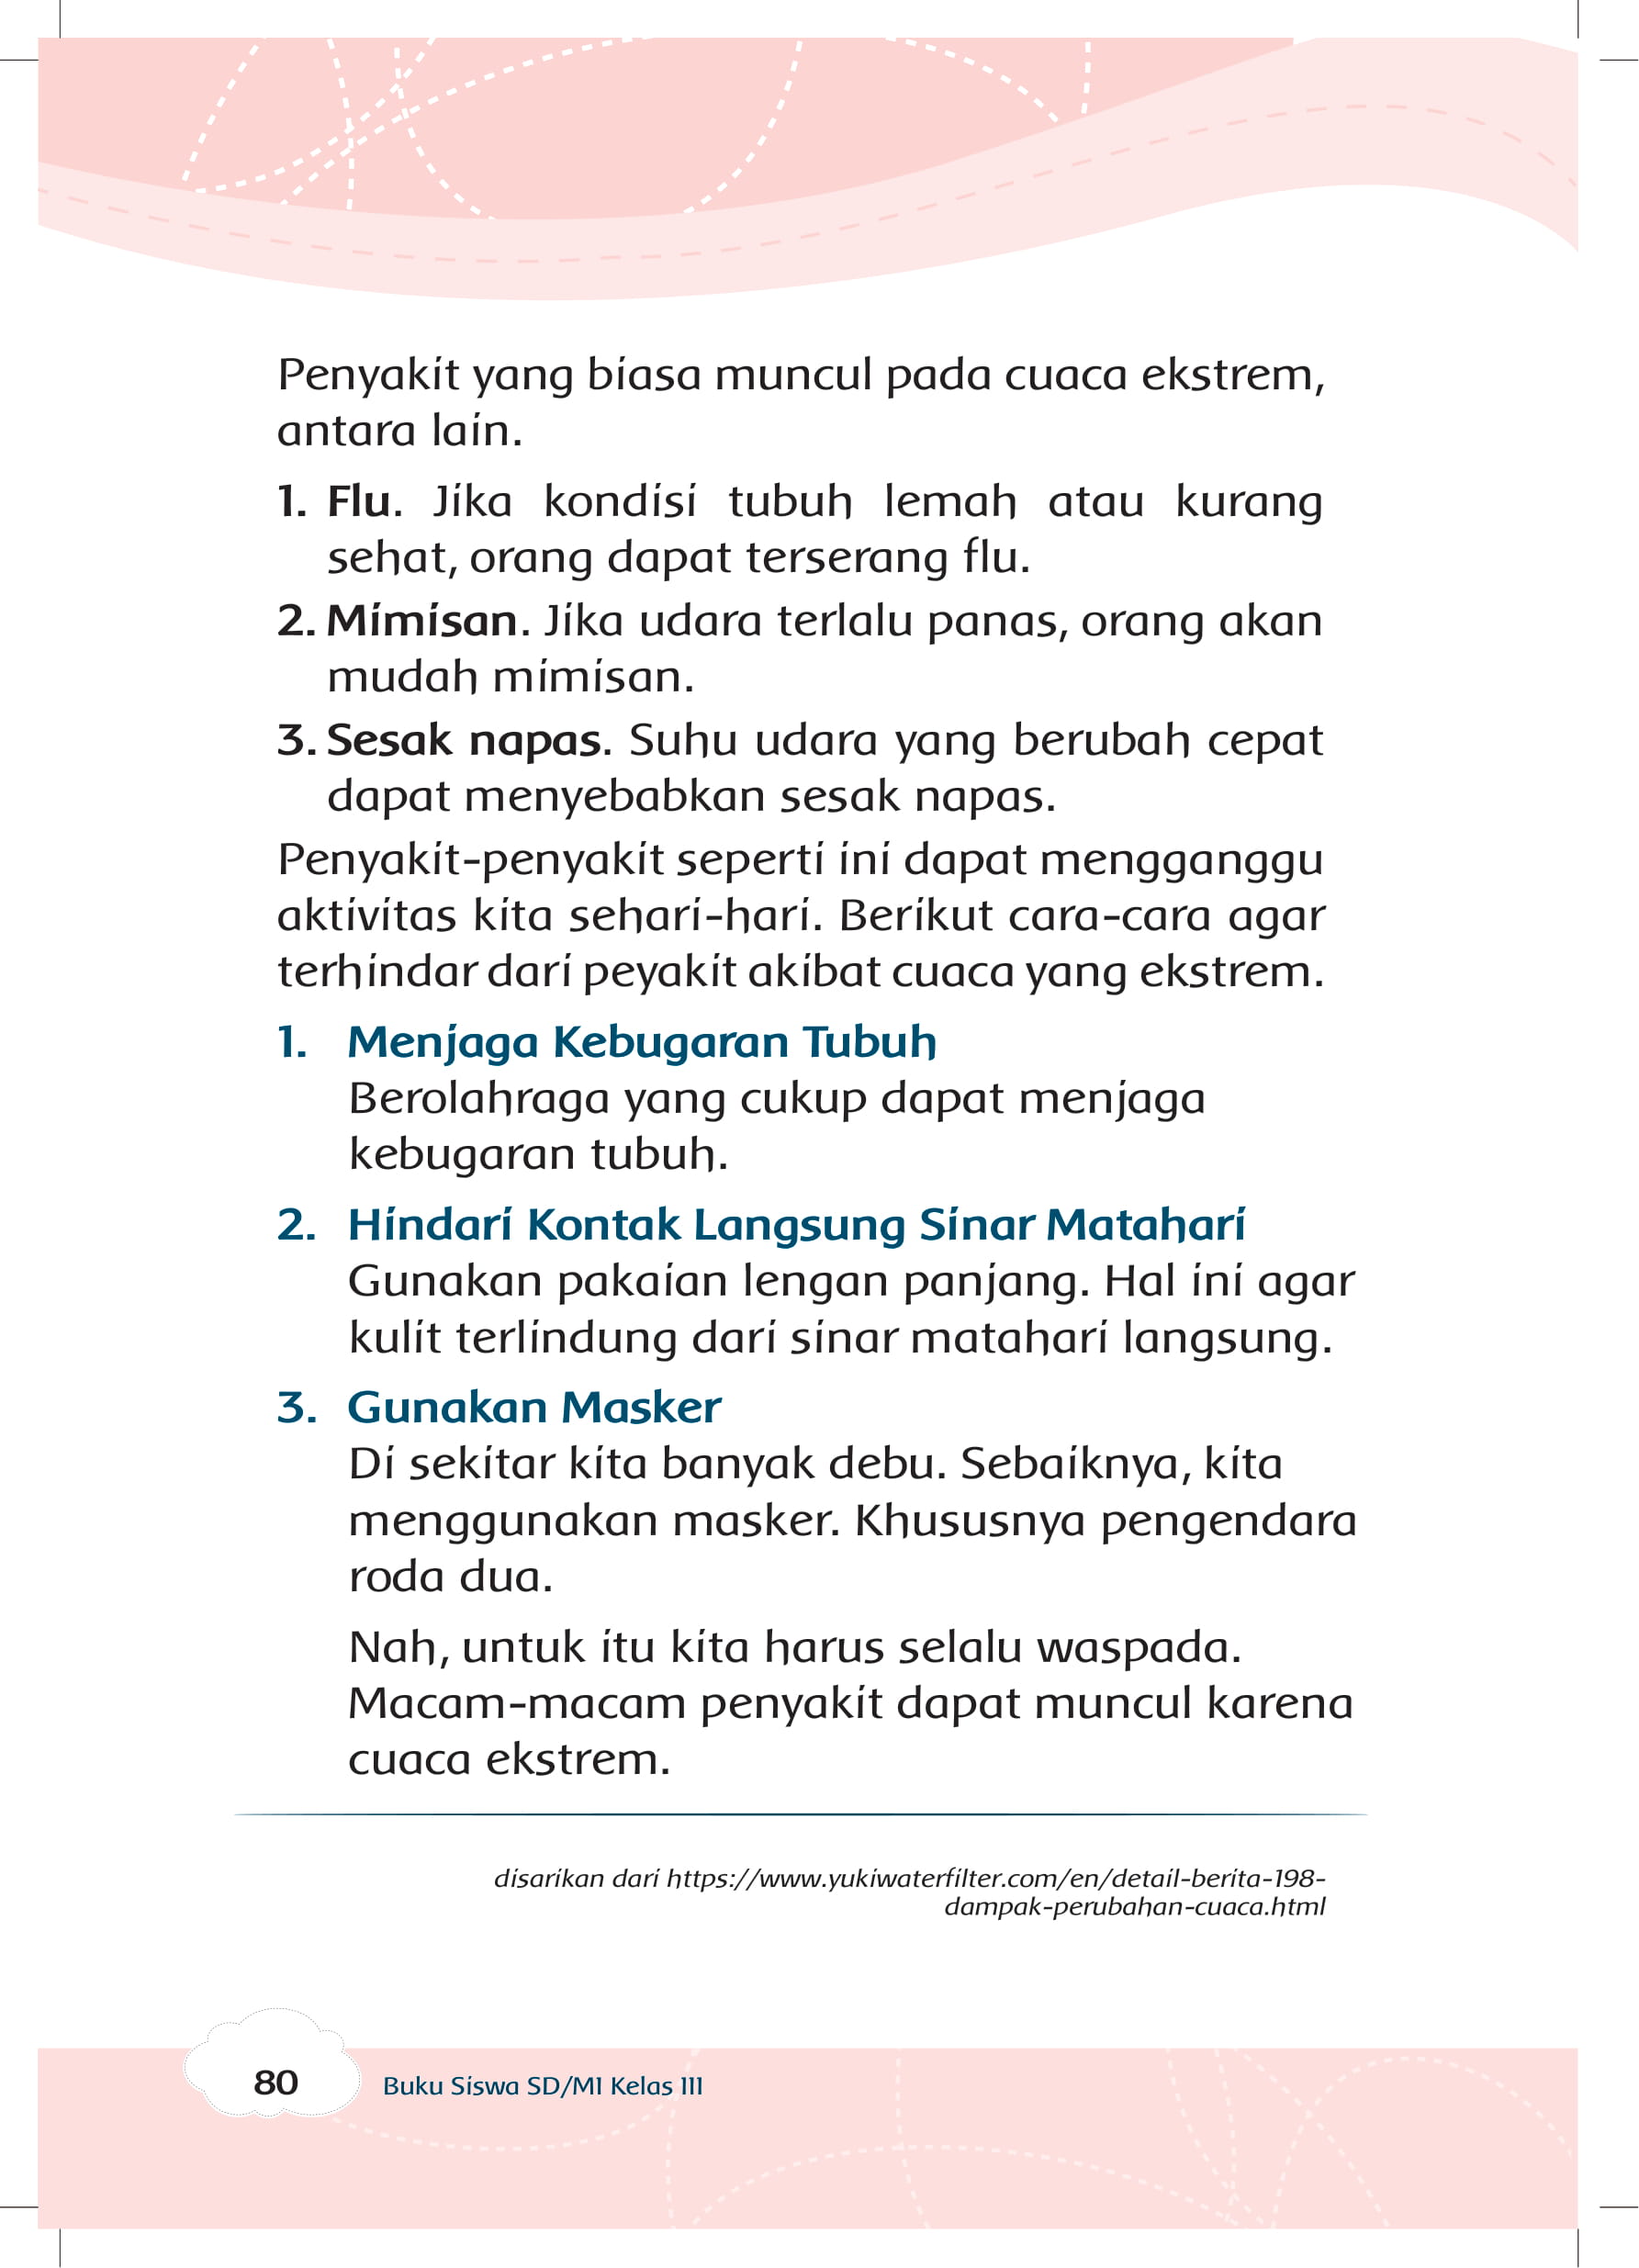 Penyakit yang biasa muncul pada cuaca ekstrem,
antara lain.
1. Flu. Jika kondisi tubuh lemah atau kurang
sehat, orang dapat terserang flu.
2. Mimisan. Jika udara terlalu panas, orang akan
mudah mimisan.
3. Sesak napas. Suhu udara yang berubah cepat
dapat menyebabkan sesak napas.
Penyakit-penyakit seperti ini dapat mengganggu
aktivitas kita sehari-hari. Berikut cara-cara agar
terhindar dari peyakit akibat cuaca yang ekstrem.
1. Menjaga Kebugaran Tubuh
Berolahraga yang cukup dapat menjaga
kebugaran tubuh.
2. Hindari Kontak Langsung Sinar Matahari
Gunakan pakaian lengan panjang. Hal ini agar
kulit terlindung dari sinar matahari langsung.
3. Gunakan Masker
Di sekitar kita banyak debu. Sebaiknya, kita
menggunakan masker. Khususnya pengendara
roda dua.
Nah, untuk itu kita harus selalu waspada.
Macam-macam penyakit dapat muncul karena
cuaca ekstrem.
disarikan dari https://www.yukiwaterfilter.com/en/detail-berita-198-
dampak-perubahan-cuaca.html
80 Buku Siswa SD/MI Kelas III